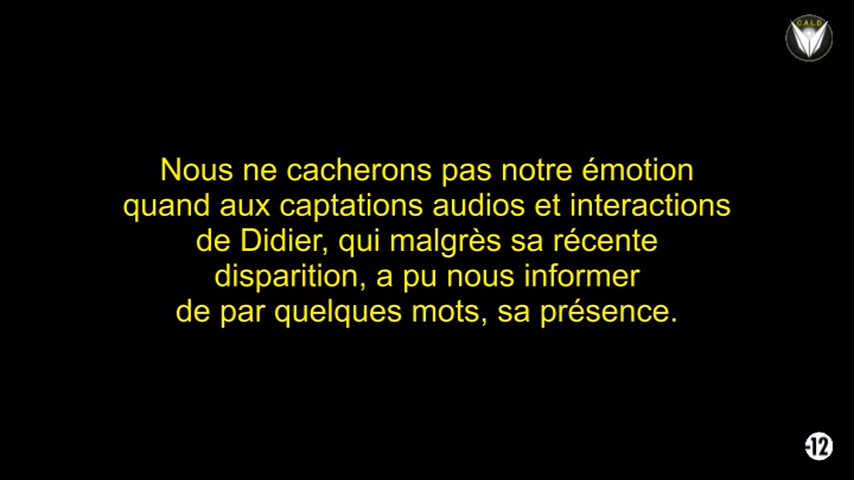 C.A.L.D
Nous ne cacherons pas notre émotion
quand aux captations audios et interactions
de Didier, qui malgrès sa récente
disparition, a pu nous informer
de par quelques mots, sa présence.
-12